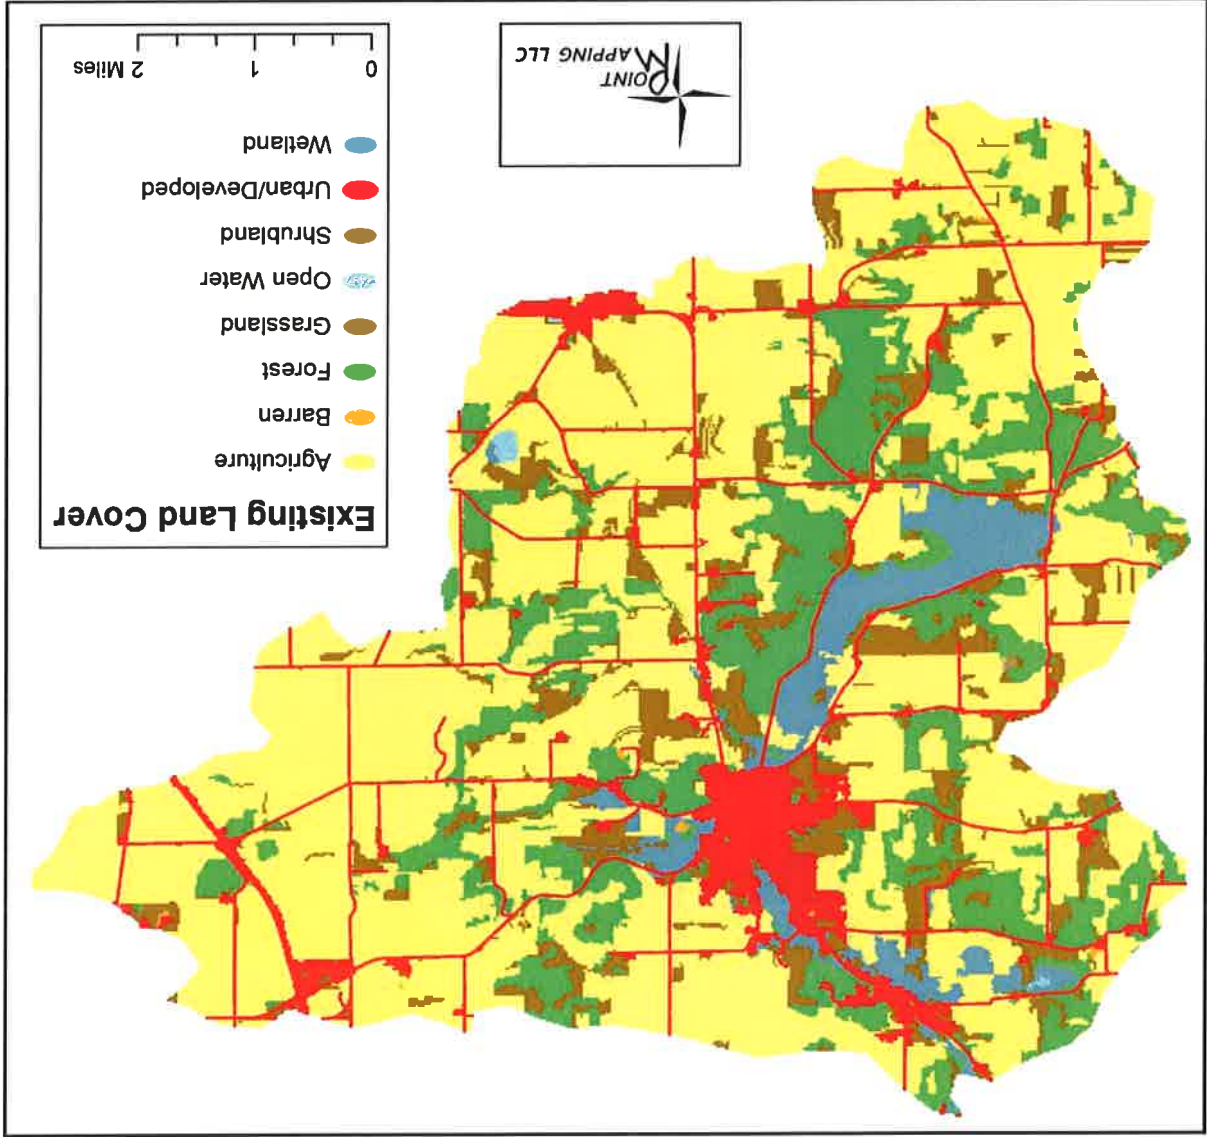 Existing Land Cover
Agriculture
Barren
Forest
Grassland
Open Water
Shrubland
Urban/Developed
Wetland
0 1 2 Miles
POINT
MAPPING LLC